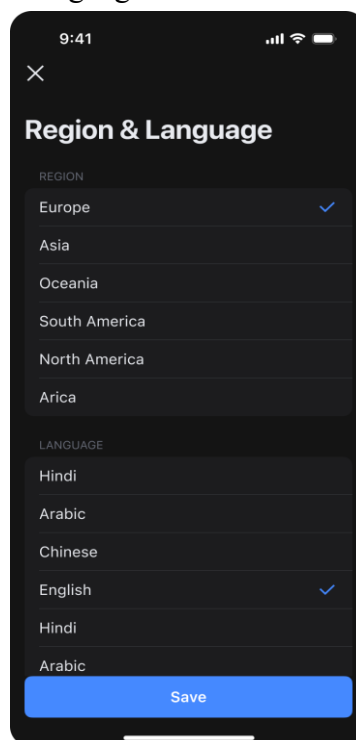 9:41
Region & Language
REGION
Europe
Asia
Oceania
South America
North America
Arica
LANGUAGE
Hindi
Arabic
Chinese
English
Hindi
Arabic
Save